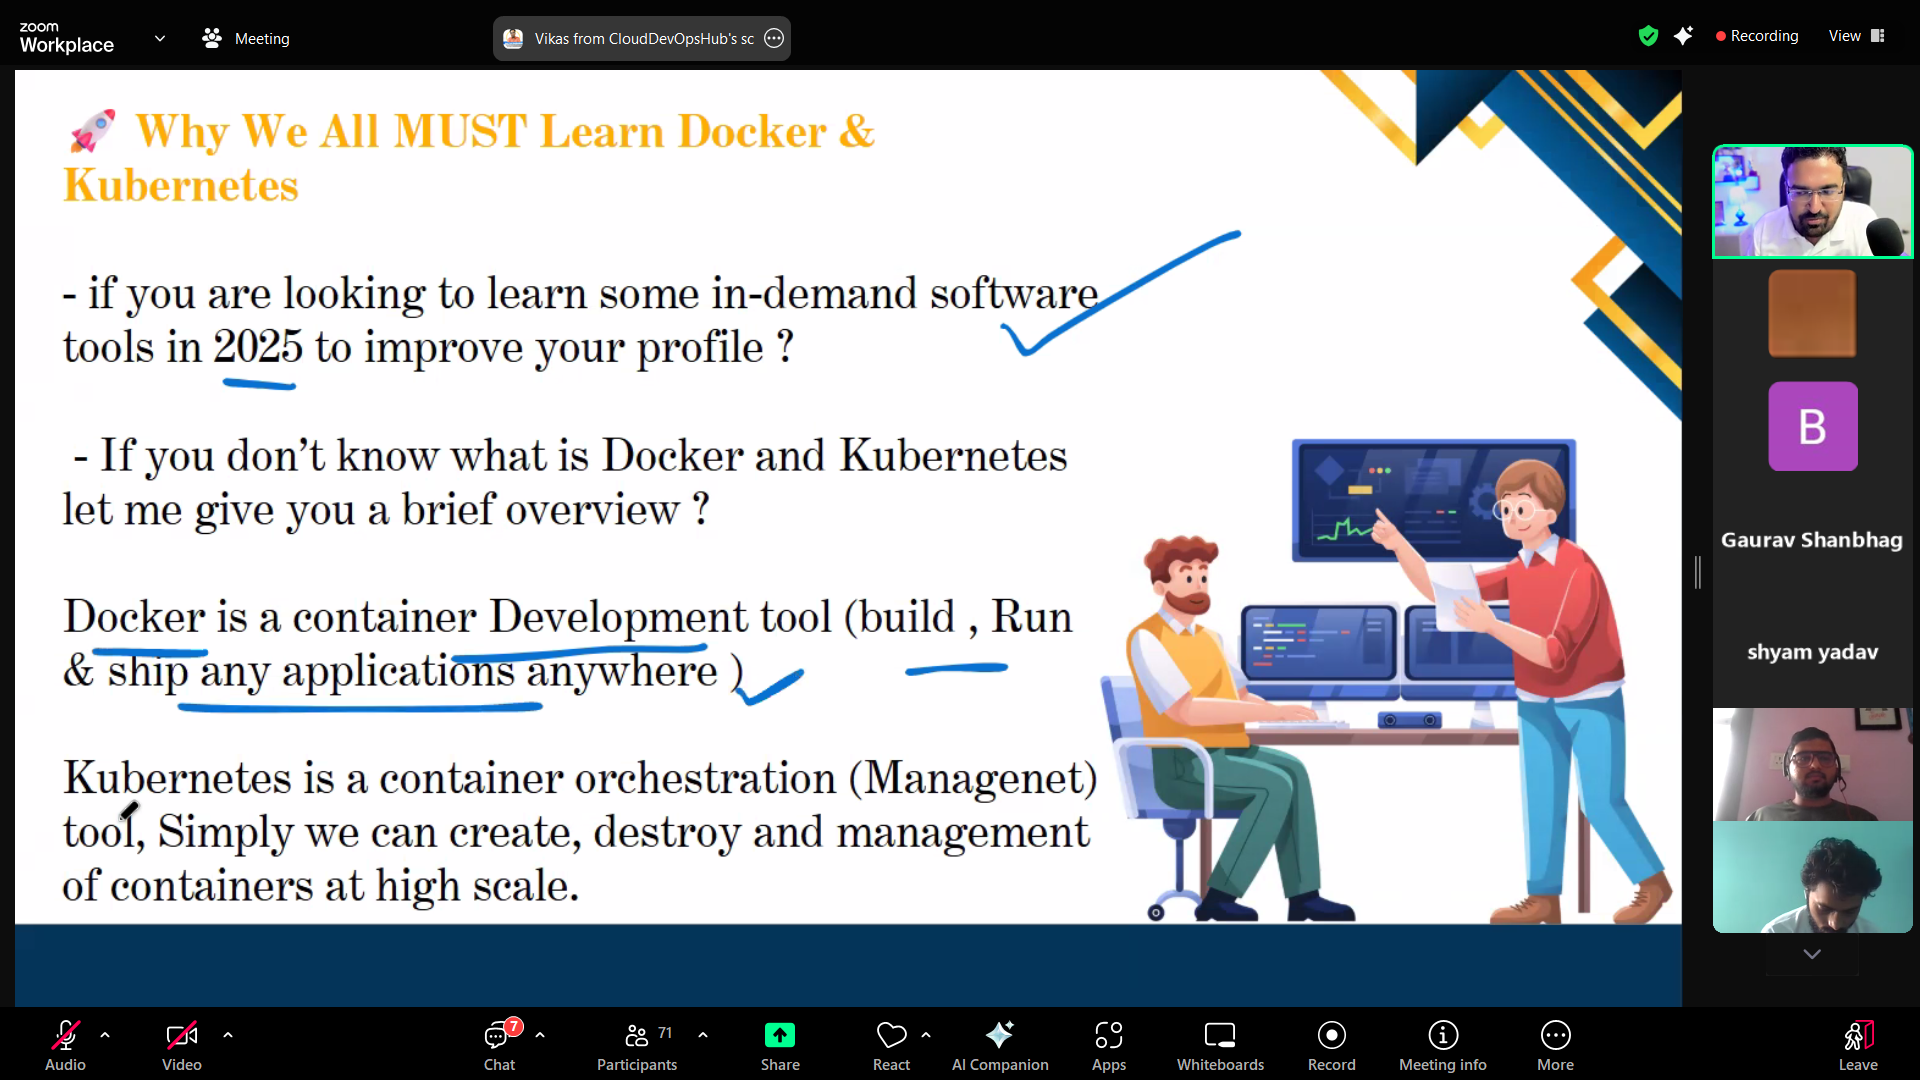 zoom
Workplace
Meeting
Vikas from CloudDevOpsHub's sc
Recording
View
🚀 Why We All MUST Learn Docker &
Kubernetes
- if you are looking to learn some in-demand software
tools in 2025 to improve your profile ?
- If you don't know what is Docker and Kubernetes
let me give you a brief overview ?
Docker is a container Development tool (build , Run
& ship any applications anywhere )
Kubernetes is a container orchestration (Managenet)
tool, Simply we can create, destroy and management
of containers at high scale.
B
Gaurav Shanbhag
shyam yadav
Audio
Video
7
Chat
71
Participants
Share
React
AI Companion
Apps
Whiteboards
Record
Meeting info
More
Leave